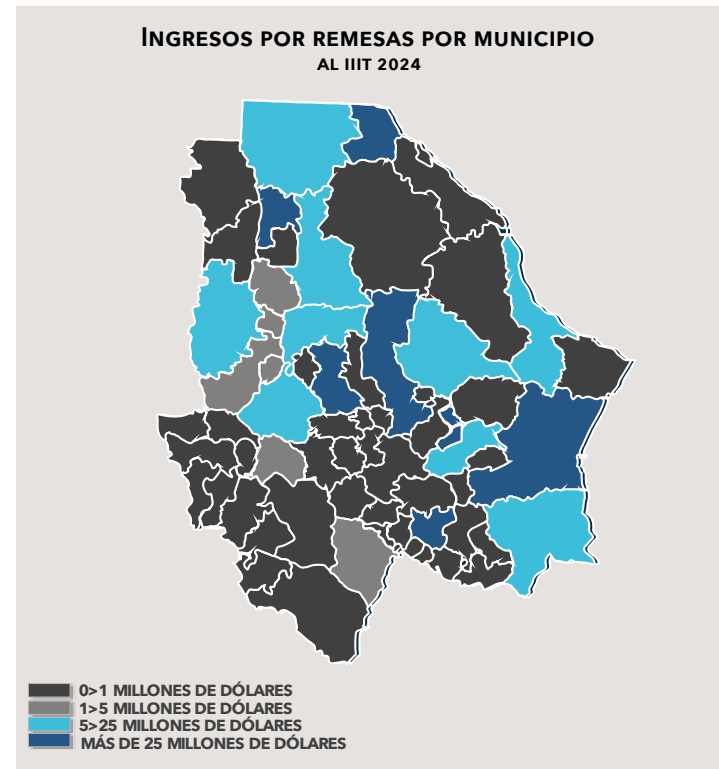 INGRESOS POR REMESAS POR MUNICIPIO
AL IIIT 2024
0>1 MILLONES DE DÓLARES
1>5 MILLONES DE DÓLARES
5>25 MILLONES DE DÓLARES
MÁS DE 25 MILLONES DE DÓLARES